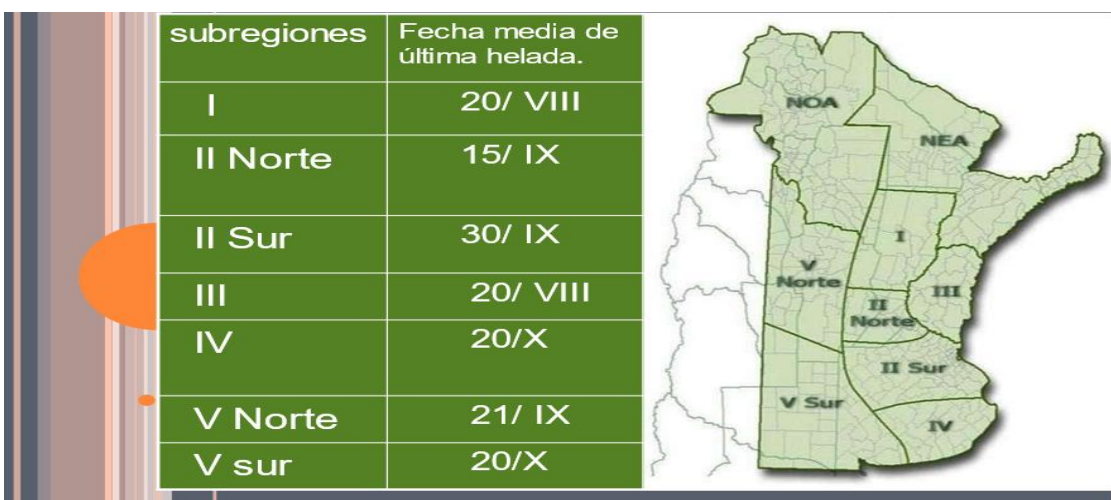 subregiones
Fecha media de
última helada.
I
20/ VIII
II Norte
15/ IX
II Sur
30/ IX
III
20/ VIII
IV
20/X
V Norte
21/ IX
V sur
20/X
NOA
NEA
I
V
Norte
III
II
Norte
II Sur
V Sur
IV